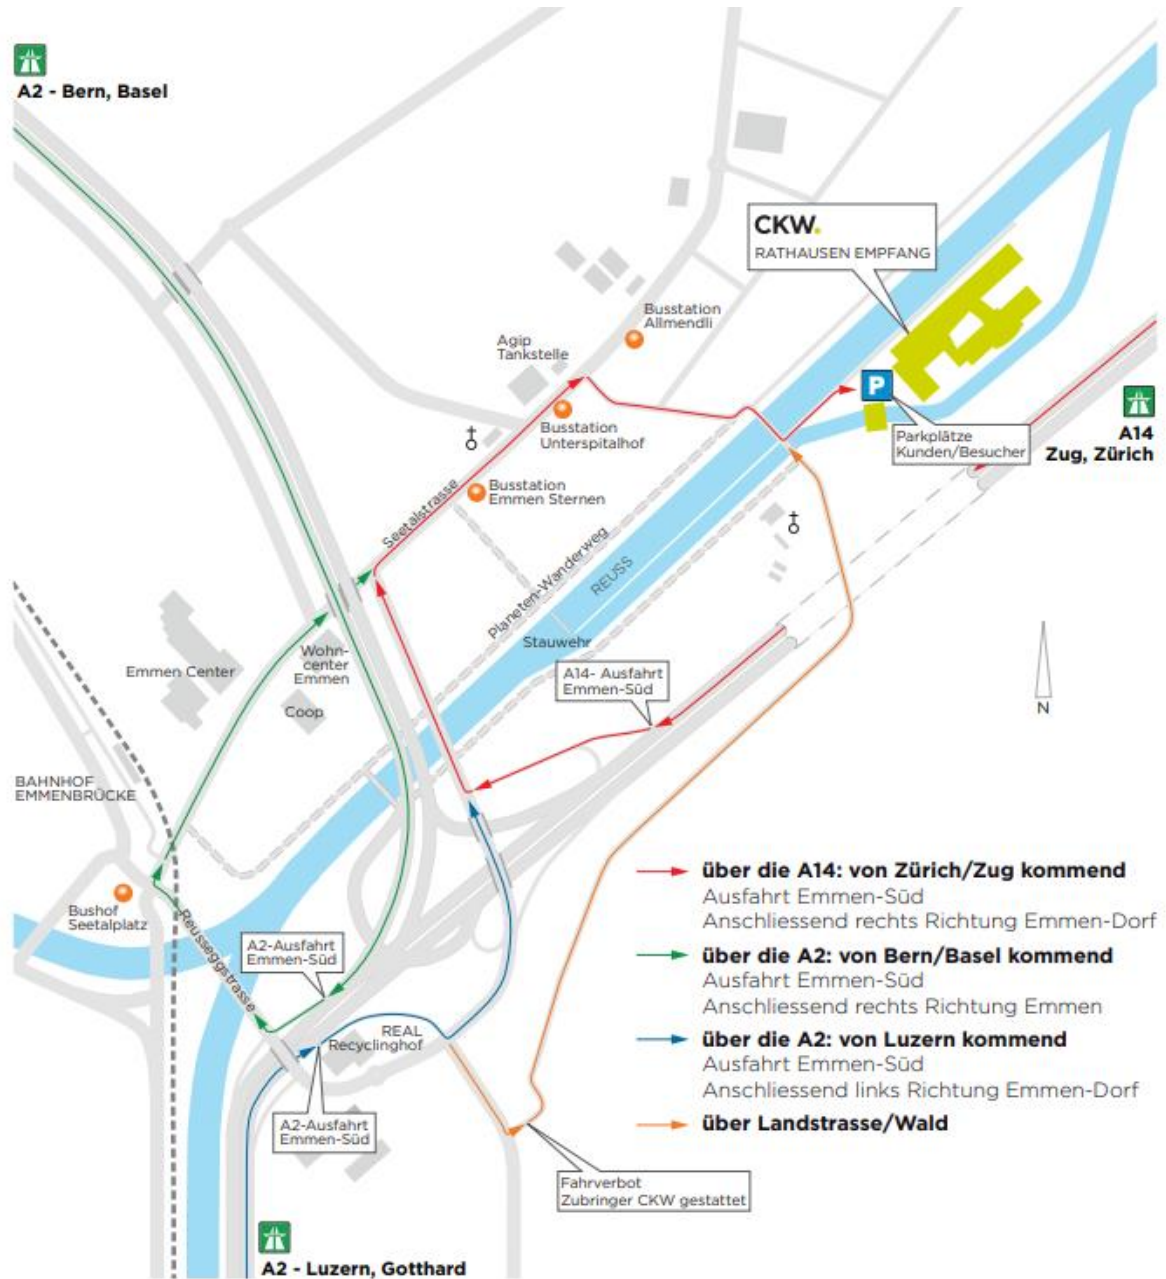 A2 - Bern, Basel
CKW.
RATHAUSEN EMPFANG
Busstation
Allmendli
Agip
Tankstelle
P
A14
Zug, Zürich
Busstation
Unterspitalhof
Parkplätze
Kunden/Besucher
Busstation
Emmen Sternen
Seetalstrasse
Planeten-Wanderweg
REUSS
Stauwehr
Wohn-
center
Emmen
Emmen Center
Coop
A14- Ausfahrt
Emmen-Süd
N
BAHNHOF
EMMENBRÜCKE
Bushof
Seetalplatz
Reusseggstrasse
A2-Ausfahrt
Emmen-Süd
REAL
Recyclinghof
A2-Ausfahrt
Emmen-Süd
über die A14: von Zürich/Zug kommend
Ausfahrt Emmen-Süd
Anschliessend rechts Richtung Emmen-Dorf
über die A2: von Bern/Basel kommend
Ausfahrt Emmen-Süd
Anschliessend rechts Richtung Emmen
über die A2: von Luzern kommend
Ausfahrt Emmen-Süd
Anschliessend links Richtung Emmen-Dorf
über Landstrasse/Wald
Fahrverbot
Zubringer CKW gestattet
A2 - Luzern, Gotthard